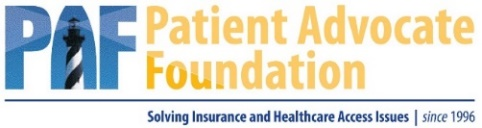 PAF Patient Advocate
Foundation
Solving Insurance and Healthcare Access Issues | since 1996